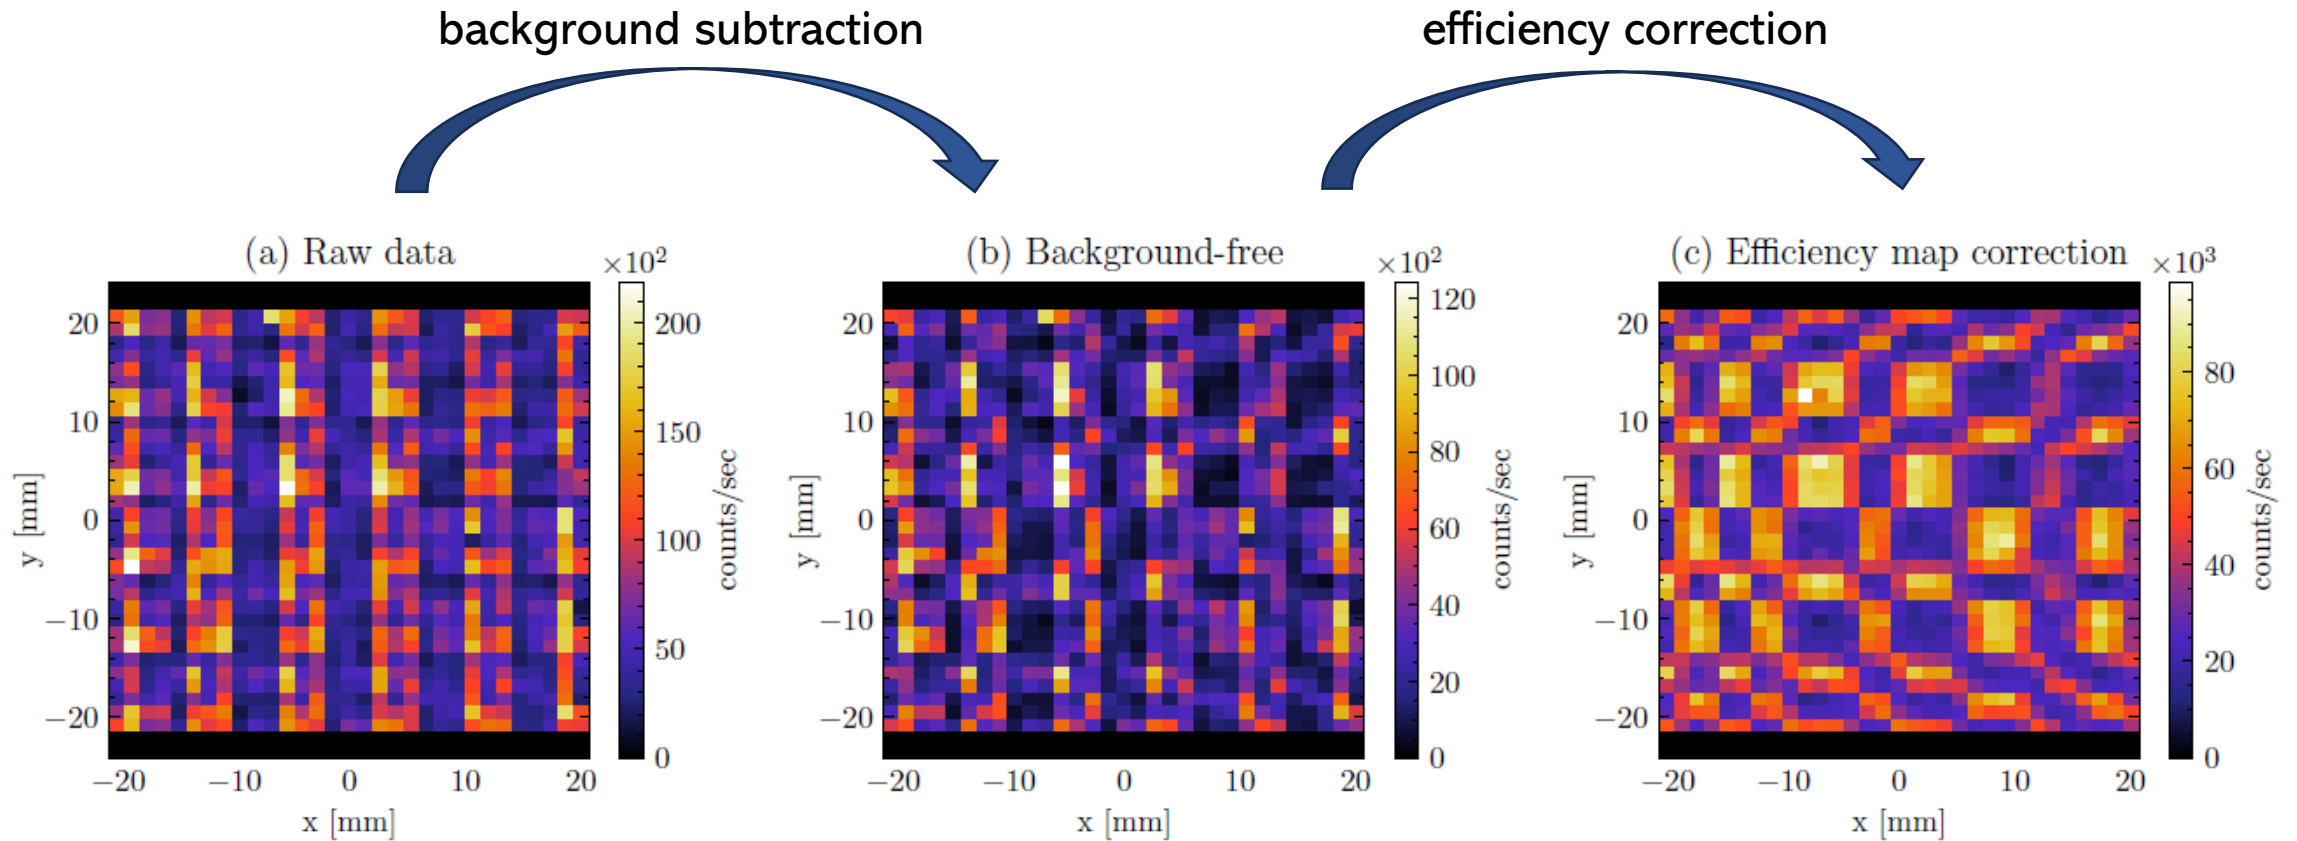 background subtraction
efficiency correction
(a) Raw data
×10²
20
10
0
−10
−20
−20 −10 0 10 20
x [mm]
y [mm]
200
150
100
50
0
counts/sec
(b) Background-free
×10²
20
10
0
−10
−20
−20 −10 0 10 20
x [mm]
y [mm]
120
100
80
60
40
20
0
counts/sec
(c) Efficiency map correction
×10³
20
10
0
−10
−20
−20 −10 0 10 20
x [mm]
y [mm]
80
60
40
20
0
counts/sec